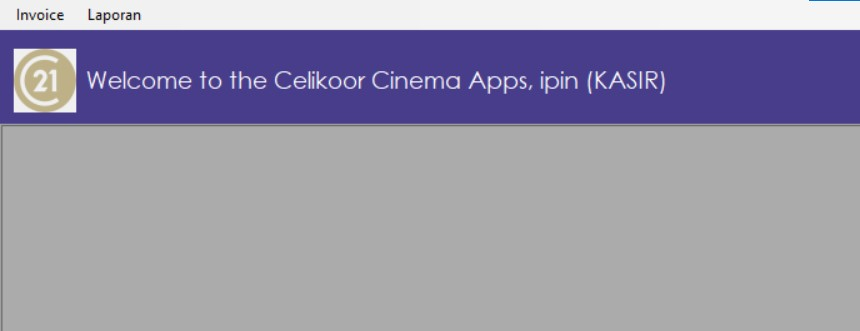 Invoice Laporan
21
Welcome to the Celikoor Cinema Apps, ipin (KASIR)